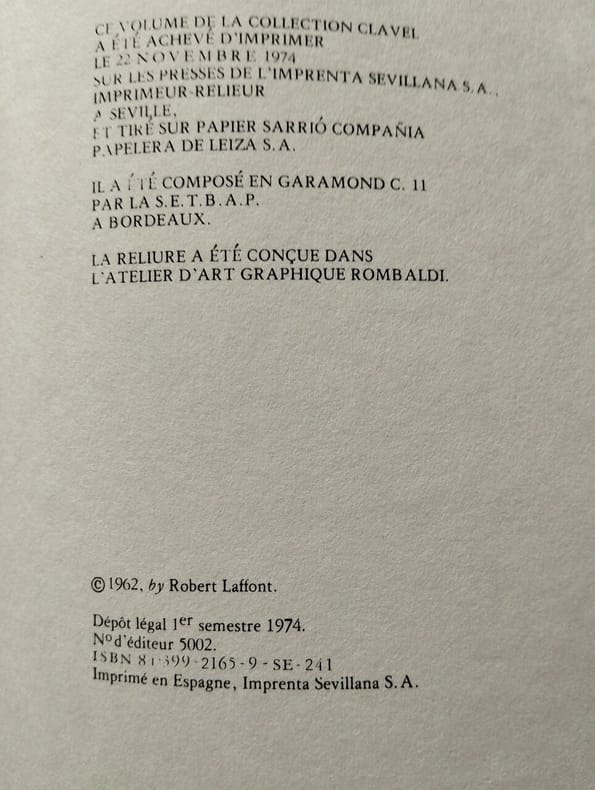 CE VOLUME DE LA COLLECTION CLAVEL
A ÉTÉ ACHEVÉ D'IMPRIMER
LE 22 NOVEMBRE 1974
SUR LES PRESSES DE L'IMPRENTA SEVILLANA S.A.,
IMPRIMEUR-RELIEUR
A SEVILLE,
ET TIRÉ SUR PAPIER SARRIÓ COMPAÑIA
PAPELERA DE LEIZA S.A.
IL A ÉTÉ COMPOSÉ EN GARAMOND C. 11
PAR LA S.E.T.B.A.P.
A BORDEAUX.
LA RELIURE A ÉTÉ CONÇUE DANS
L'ATELIER D'ART GRAPHIQUE ROMBALDI.
©1962, by Robert Laffont.
Dépôt légal 1er semestre 1974.
Nod'éditeur 5002.
ISBN 84-399-2165-9-SE-241
Imprimé en Espagne, Imprenta Sevillana S.A.